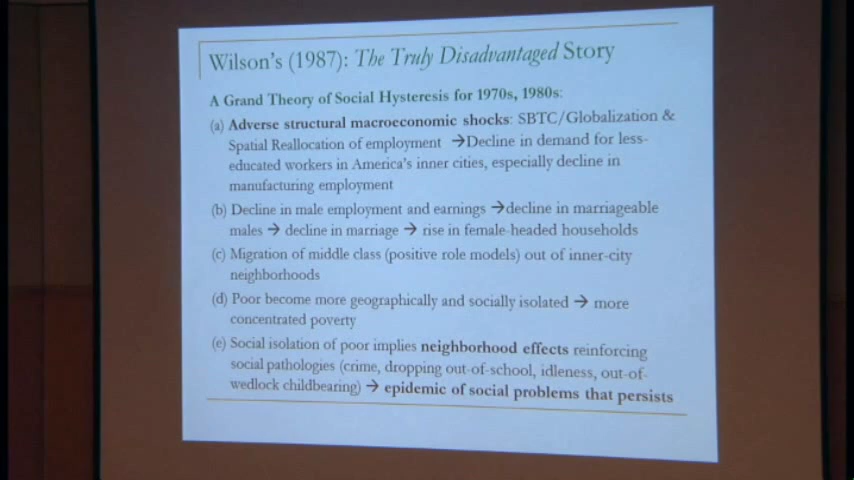 Wilson's (1987): The Truly Disadvantaged Story
A Grand Theory of Social Hysteresis for 1970s, 1980s:
(a) Adverse structural macroeconomic shocks: SBTC/Globalization &
Spatial Reallocation of employment →Decline in demand for less-
educated workers in America's inner cities, especially decline in
manufacturing employment
(b) Decline in male employment and earnings →decline in marriageable
males → decline in marriage → rise in female-headed households
(c) Migration of middle class (positive role models) out of inner-city
neighborhoods
(d) Poor become more geographically and socially isolated → more
concentrated poverty
(e) Social isolation of poor implies neighborhood effects reinforcing
social pathologies (crime, dropping out-of-school, idleness, out-of-
wedlock childbearing) → epidemic of social problems that persists